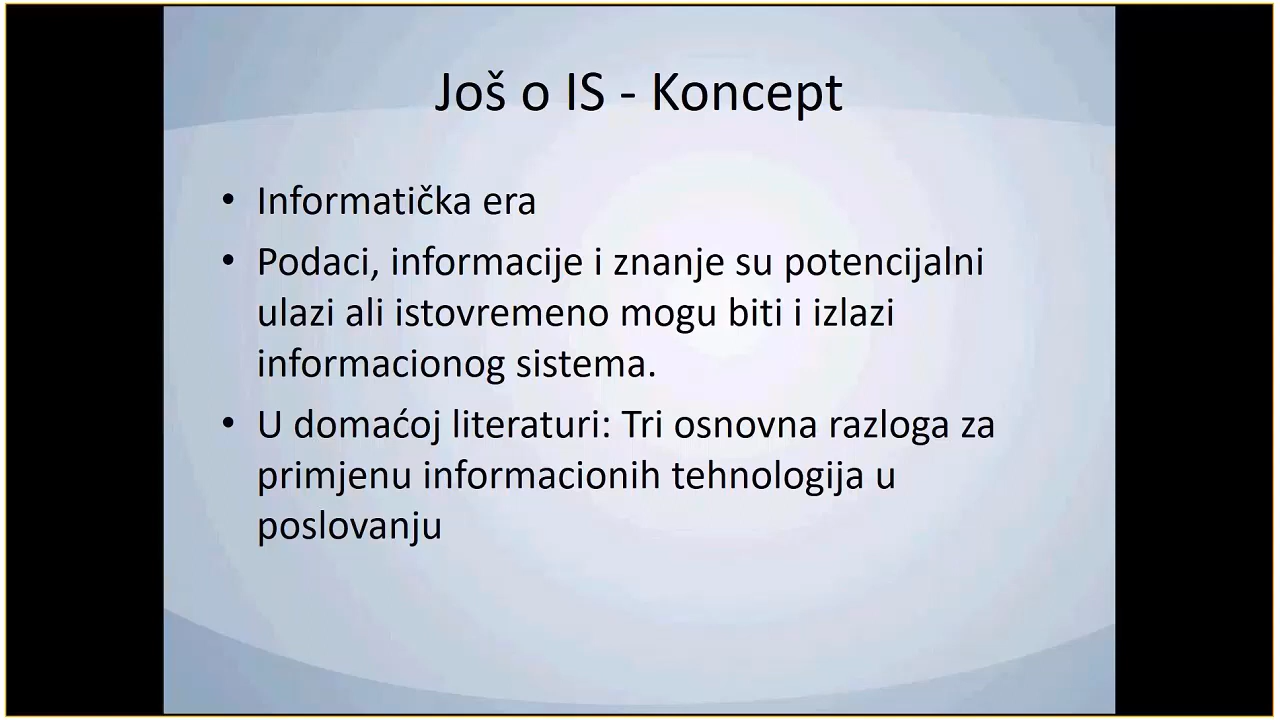 Još o IS - Koncept
• Informatička era
• Podaci, informacije i znanje su potencijalni
ulazi ali istovremeno mogu biti i izlazi
informacionog sistema.
• U domaćoj literaturi: Tri osnovna razloga za
primjenu informacionih tehnologija u
poslovanju